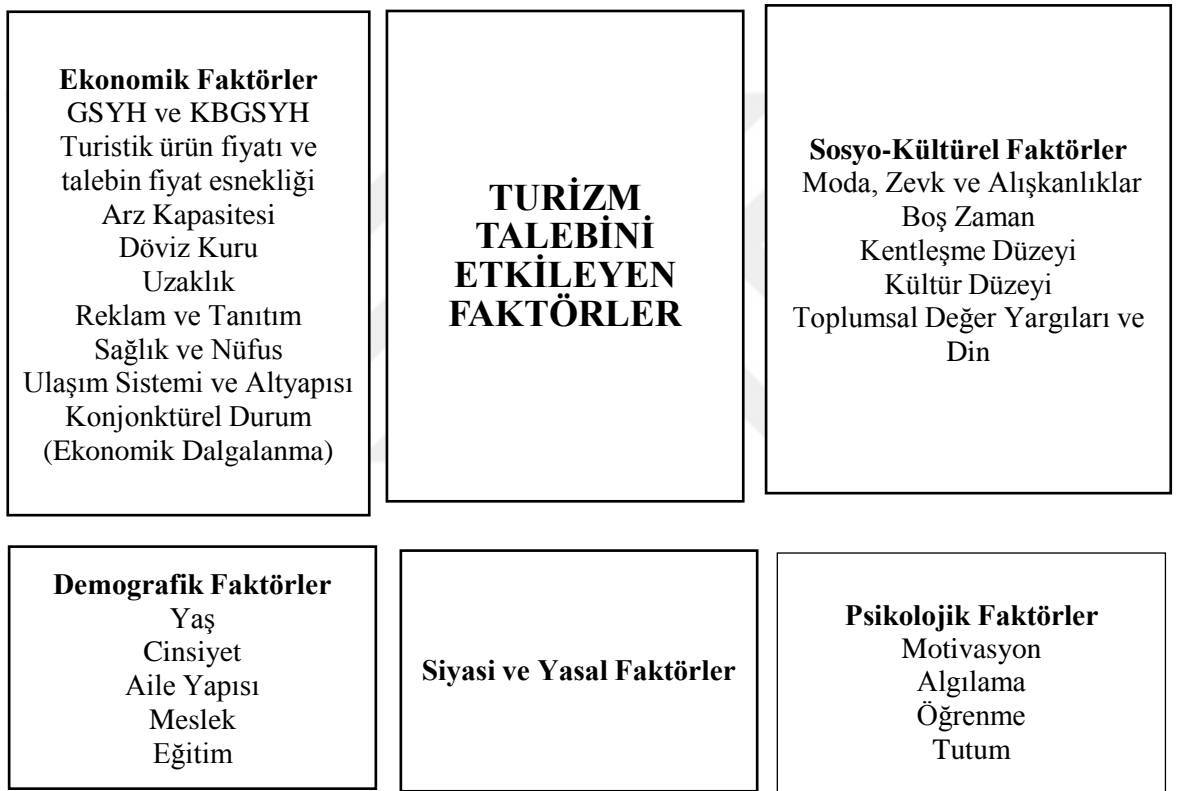 Ekonomik Faktörler
GSYH ve KBGSYH
Turistik ürün fiyatı ve
talebin fiyat esnekliği
Arz Kapasitesi
Döviz Kuru
Uzaklık
Reklam ve Tanıtım
Sağlık ve Nüfus
Ulaşım Sistemi ve Altyapısı
Konjonktürel Durum
(Ekonomik Dalgalanma)
TURİZM
TALEBİNİ
ETKİLEYEN
FAKTÖRLER
Sosyo-Kültürel Faktörler
Moda, Zevk ve Alışkanlıklar
Boş Zaman
Kentleşme Düzeyi
Kültür Düzeyi
Toplumsal Değer Yargıları ve
Din
Demografik Faktörler
Yaş
Cinsiyet
Aile Yapısı
Meslek
Eğitim
Siyasi ve Yasal Faktörler
Psikolojik Faktörler
Motivasyon
Algılama
Öğrenme
Tutum